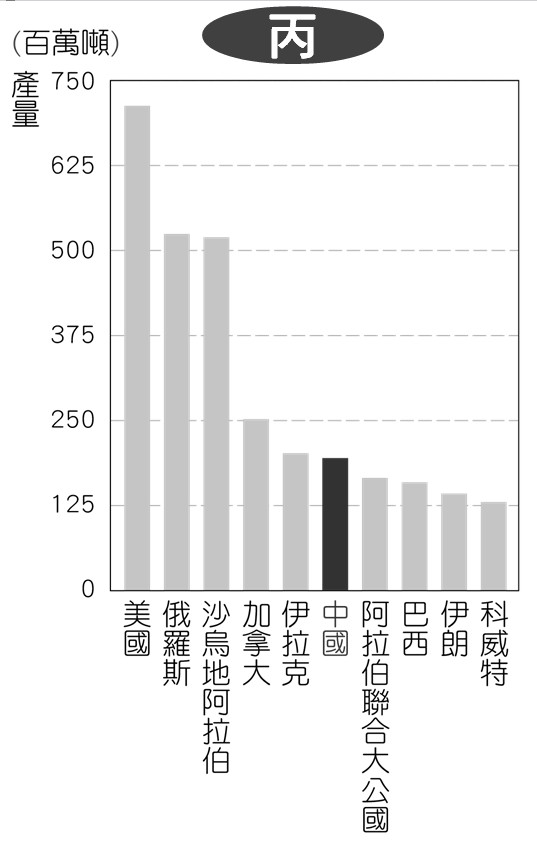 丙
(百萬噸)
產量
750
625
500
375
250
125
0
美國
俄羅斯
沙烏地阿拉伯
加拿大
伊拉克
中國
阿拉伯聯合大公國
巴西
伊朗
科威特